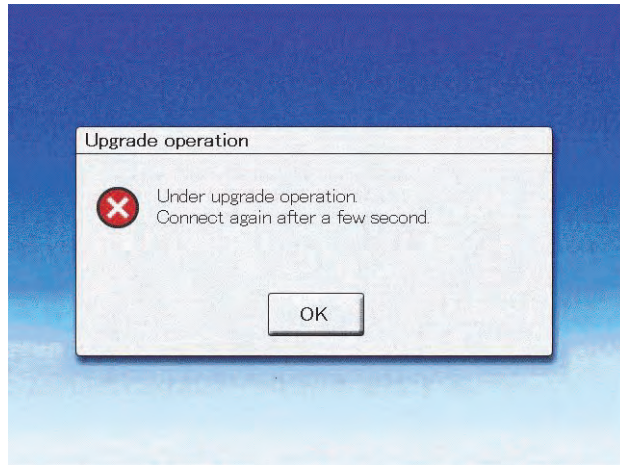 Upgrade operation
Under upgrade operation.
Connect again after a few second.
OK